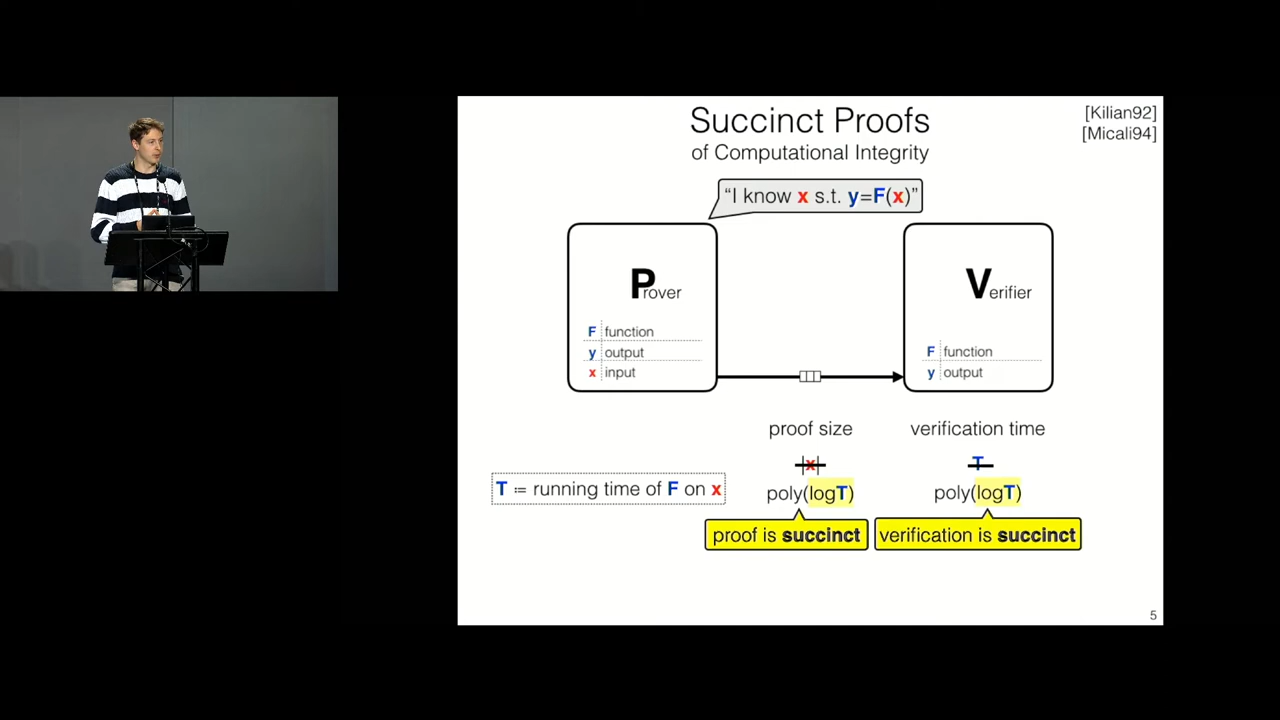 Succinct Proofs
of Computational Integrity
[Kilian92]
[Micali94]
“I know x s.t. y=F(x)”
Prover
F function
y output
x input
Verifier
F function
y output
proof size
verification time
|x|
T
T := running time of F on x
poly(logT)
poly(logT)
proof is succinct
verification is succinct
5